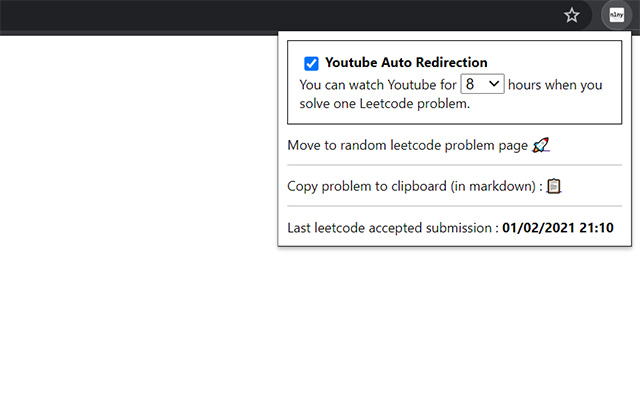 n1ny
Youtube Auto Redirection
You can watch Youtube for 8 hours when you
solve one Leetcode problem.
Move to random leetcode problem page 🚀
Copy problem to clipboard (in markdown) : 📋
Last leetcode accepted submission : 01/02/2021 21:10